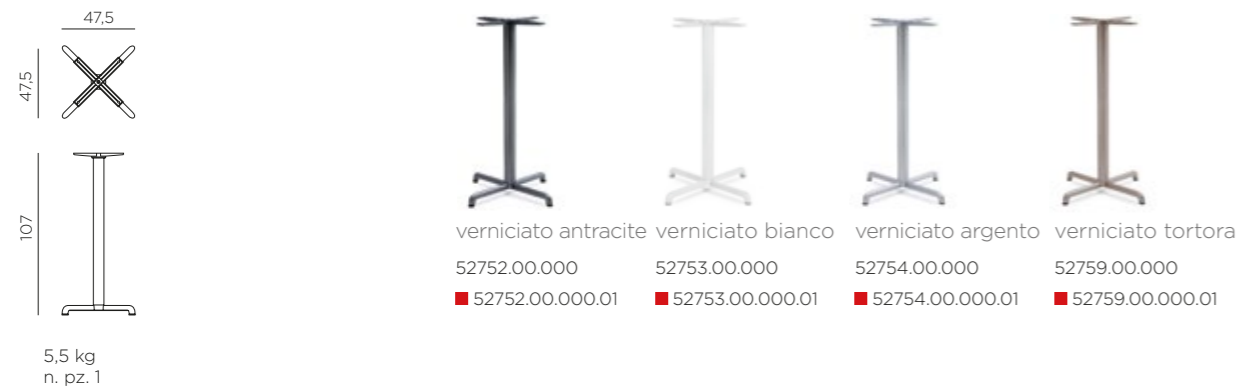 47,5
47,5
107
5,5 kg
n. pz. 1
verniciato antracite
52752.00.000
52752.00.000.01
verniciato bianco
52753.00.000
52753.00.000.01
verniciato argento
52754.00.000
52754.00.000.01
verniciato tortora
52759.00.000
52759.00.000.01